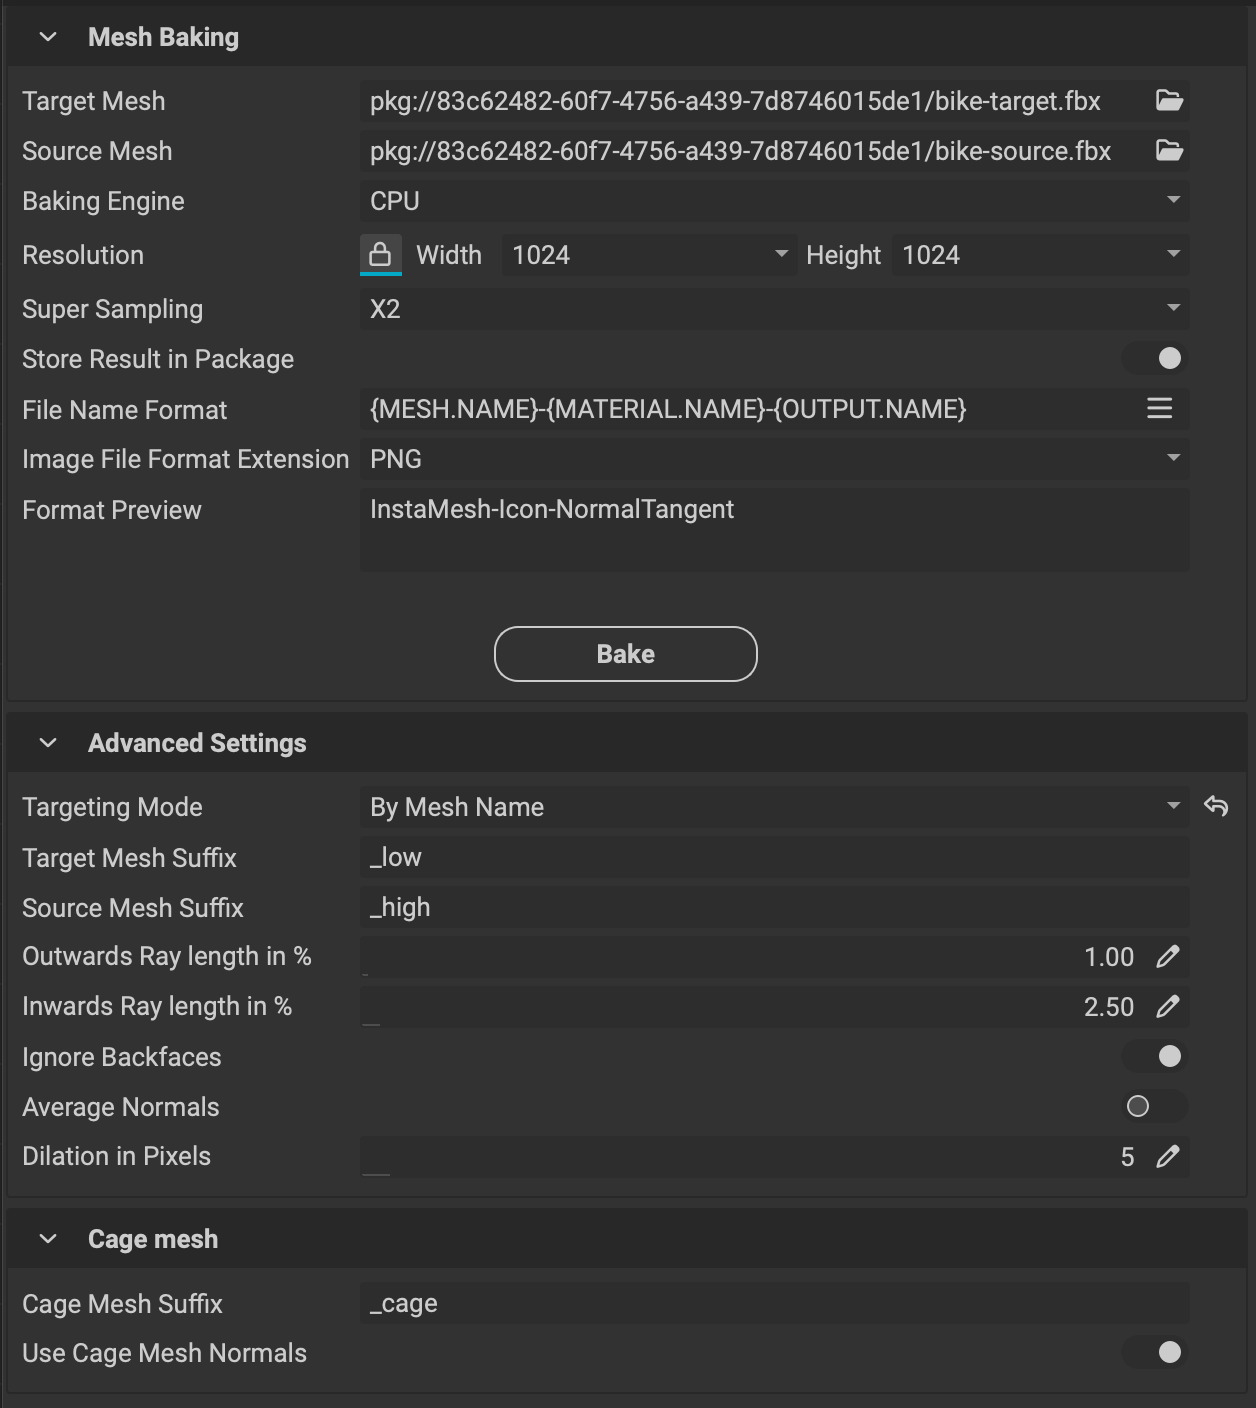 Mesh Baking
Target Mesh pkg://83c62482-60f7-4756-a439-7d8746015de1/bike-target.fbx
Source Mesh pkg://83c62482-60f7-4756-a439-7d8746015de1/bike-source.fbx
Baking Engine CPU
Resolution Width 1024 Height 1024
Super Sampling X2
Store Result in Package
File Name Format {MESH.NAME}-{MATERIAL.NAME}-{OUTPUT.NAME}
Image File Format Extension PNG
Format Preview InstaMesh-Icon-NormalTangent
Bake
Advanced Settings
Targeting Mode By Mesh Name
Target Mesh Suffix _low
Source Mesh Suffix _high
Outwards Ray length in % 1.00
Inwards Ray length in % 2.50
Ignore Backfaces
Average Normals
Dilation in Pixels 5
Cage mesh
Cage Mesh Suffix _cage
Use Cage Mesh Normals